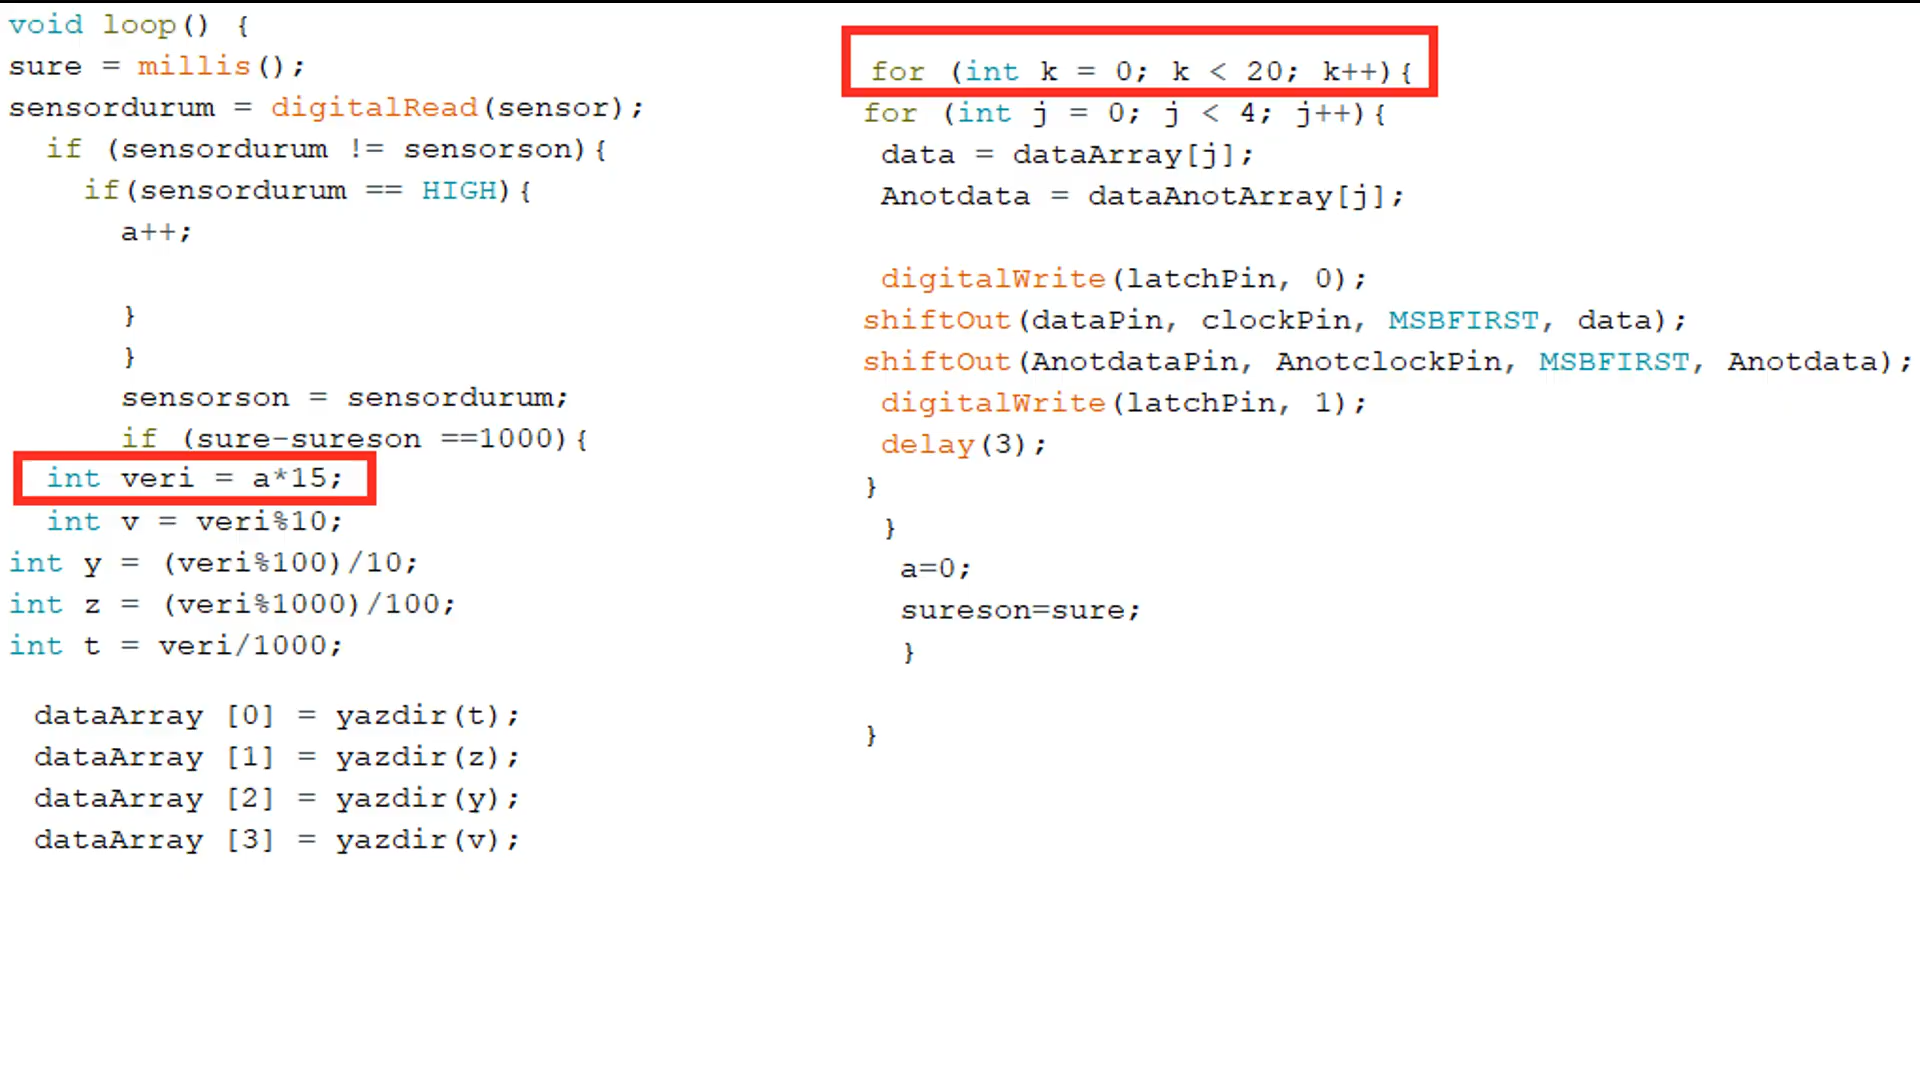 void loop() {
sure = millis();
sensordurum = digitalRead(sensor);
if (sensordurum != sensorson){
if(sensordurum == HIGH){
a++;
}
}
sensorson = sensordurum;
if (sure-sureson ==1000){
int veri = a*15;
int v = veri%10;
int y = (veri%100)/10;
int z = (veri%1000)/100;
int t = veri/1000;
dataArray [0] = yazdir(t);
dataArray [1] = yazdir(z);
dataArray [2] = yazdir(y);
dataArray [3] = yazdir(v);
for (int k = 0; k < 20; k++){
for (int j = 0; j < 4; j++){
data = dataArray[j];
Anotdata = dataAnotArray[j];
digitalWrite(latchPin, 0);
shiftOut(dataPin, clockPin, MSBFIRST, data);
shiftOut(AnotdataPin, AnotclockPin, MSBFIRST, Anotdata);
digitalWrite(latchPin, 1);
delay(3);
}
}
a=0;
sureson=sure;
}
}